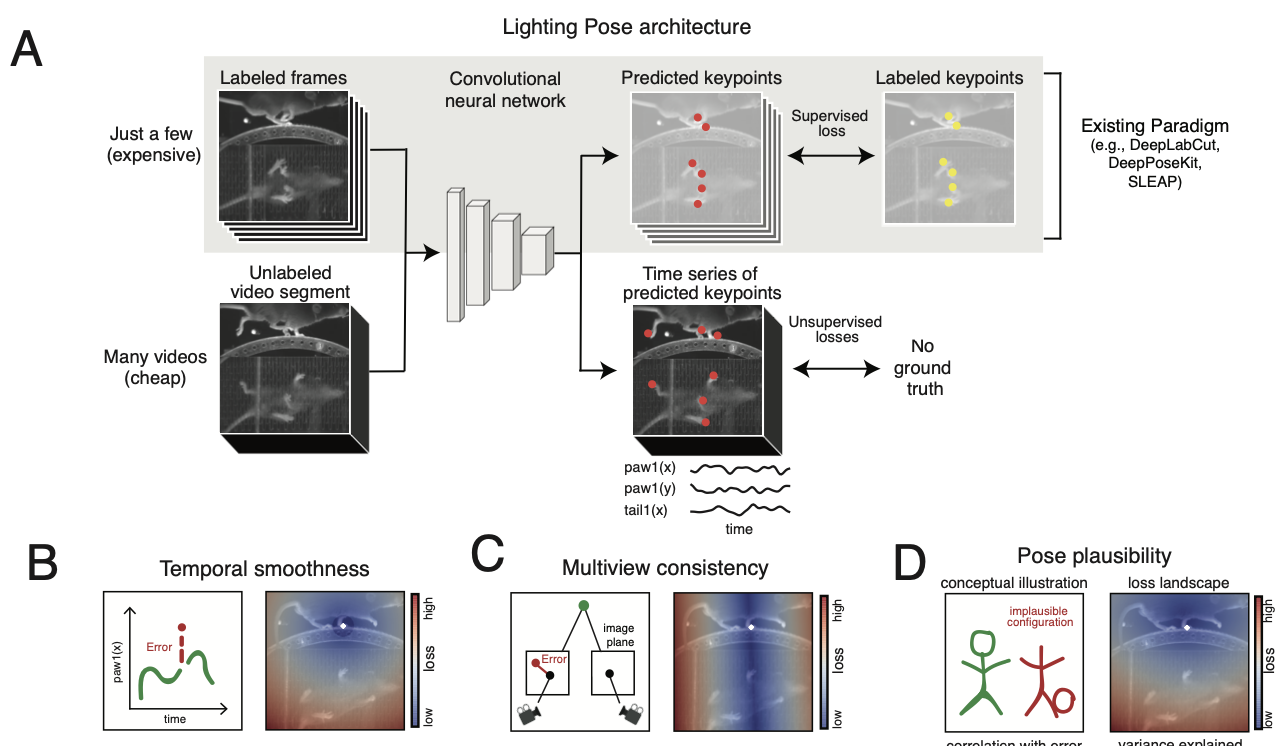 A
Lighting Pose architecture
Labeled frames
Convolutional
neural network
Predicted keypoints
Labeled keypoints
Just a few
(expensive)
Supervised
loss
Existing Paradigm
(e.g., DeepLabCut,
DeepPoseKit,
SLEAP)
Unlabeled
video segment
Time series of
predicted keypoints
Many videos
(cheap)
Unsupervised
losses
No
ground
truth
paw1(x)
paw1(y)
tail1(x)
time
B
Temporal smoothness
paw1(x)
Error
time
high
loss
low
C
Multiview consistency
image
plane
Error
high
loss
low
D
Pose plausibility
conceptual illustration
loss landscape
implausible
configuration
high
loss
low
correlation with error
variance explained